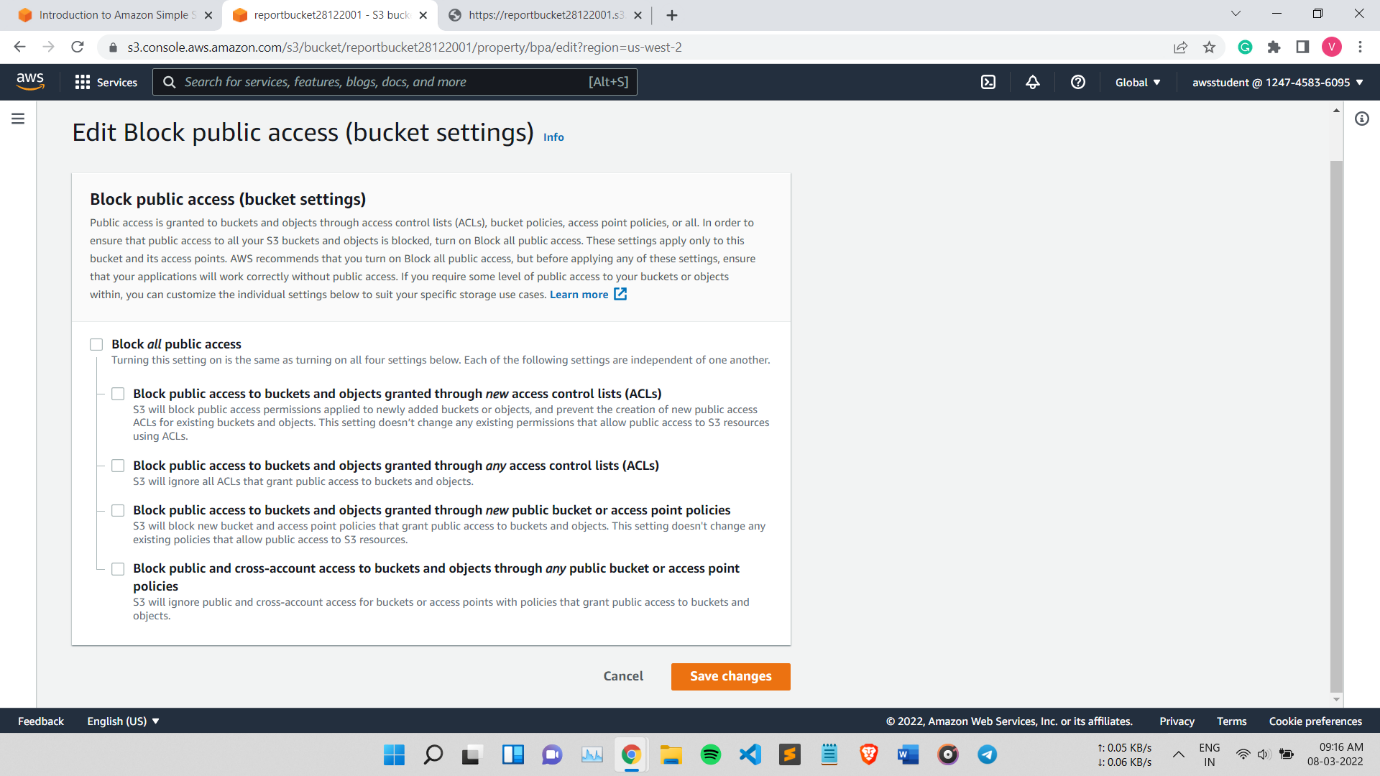 Introduction to Amazon Simple S
reportbucket28122001 - S3 buck
https://reportbucket28122001.s3.
s3.console.aws.amazon.com/s3/bucket/reportbucket28122001/property/bpa/edit?region=us-west-2
V
aws
Services
Search for services, features, blogs, docs, and more
[Alt+S]
Global
awsstudent @ 1247-4583-6095
Edit Block public access (bucket settings) Info
Block public access (bucket settings)
Public access is granted to buckets and objects through access control lists (ACLs), bucket policies, access point policies, or all. In order to
ensure that public access to all your S3 buckets and objects is blocked, turn on Block all public access. These settings apply only to this
bucket and its access points. AWS recommends that you turn on Block all public access, but before applying any of these settings, ensure
that your applications will work correctly without public access. If you require some level of public access to your buckets or objects
within, you can customize the individual settings below to suit your specific storage use cases. Learn more
Block all public access
Turning this setting on is the same as turning on all four settings below. Each of the following settings are independent of one another.
Block public access to buckets and objects granted through new access control lists (ACLs)
S3 will block public access permissions applied to newly added buckets or objects, and prevent the creation of new public access
ACLs for existing buckets and objects. This setting doesn't change any existing permissions that allow public access to S3 resources
using ACLs.
Block public access to buckets and objects granted through any access control lists (ACLs)
S3 will ignore all ACLs that grant public access to buckets and objects.
Block public access to buckets and objects granted through new public bucket or access point policies
S3 will block new bucket and access point policies that grant public access to buckets and objects. This setting doesn't change any
existing policies that allow public access to S3 resources.
Block public and cross-account access to buckets and objects through any public bucket or access point
policies
S3 will ignore public and cross-account access for buckets or access points with policies that grant public access to buckets and
objects.
Cancel
Save changes
Feedback
English (US)
© 2022, Amazon Web Services, Inc. or its affiliates.
Privacy
Terms
Cookie preferences
↑: 0.05 KB/s
↓: 0.06 KB/s
ENG
IN
09:16 AM
08-03-2022